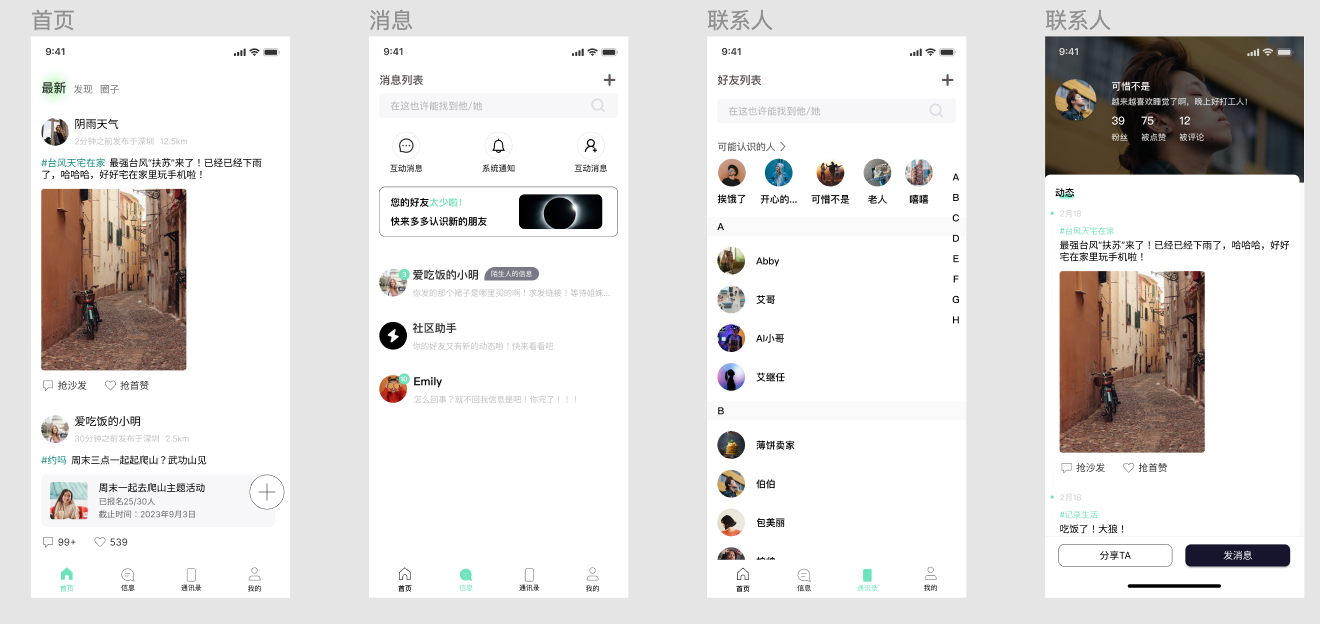 首页
9:41
最新 发现 圈子
阴雨天气
2分钟之前发布于深圳 12.5km
#台风天宅在家 最强台风"扶苏"来了！已经已经下雨
了，哈哈哈，好好宅在家里玩手机啦！
抢沙发 抢首赞
爱吃饭的小明
30分钟之前发布于深圳 2.5km
#约吗 周末三点一起起爬山？武功山见
周末一起去爬山主题活动
已报名25/30人
截止时间：2023年9月3日
99+ 539
首页 信息 通讯录 我的
消息
9:41
消息列表
在这也许能找到他/她
互动消息 系统通知 互动消息
您的好友太少啦！
快来多多认识新的朋友
3
爱吃饭的小明 陌生人的信息
你发的那个裙子是哪里买的啊！求发链接！等待姐妹...
社区助手
你的好友又有新的动态啦！快来看看吧
10
Emily
怎么回事？就不回我信息是吧！你完了！！！
首页 信息 通讯录 我的
联系人
9:41
好友列表
在这也许能找到他/她
可能认识的人
挨饿了 开心的... 可惜不是 老人 嘻嘻
A
B
C
D
E
F
G
H
A
Abby
艾哥
AI小哥
艾继任
B
薄饼卖家
伯伯
包美丽
首页 信息 通讯录 我的
联系人
9:41
可惜不是
越来越喜欢睡觉了啊，晚上好打工人！
39 75 12
粉丝 被点赞 被评论
动态
2月18
#台风天宅在家
最强台风"扶苏"来了！已经已经下雨了，哈哈哈，好好
宅在家里玩手机啦！
抢沙发 抢首赞
2月18
#记录生活
吃饭了！大狼！
分享TA 发消息